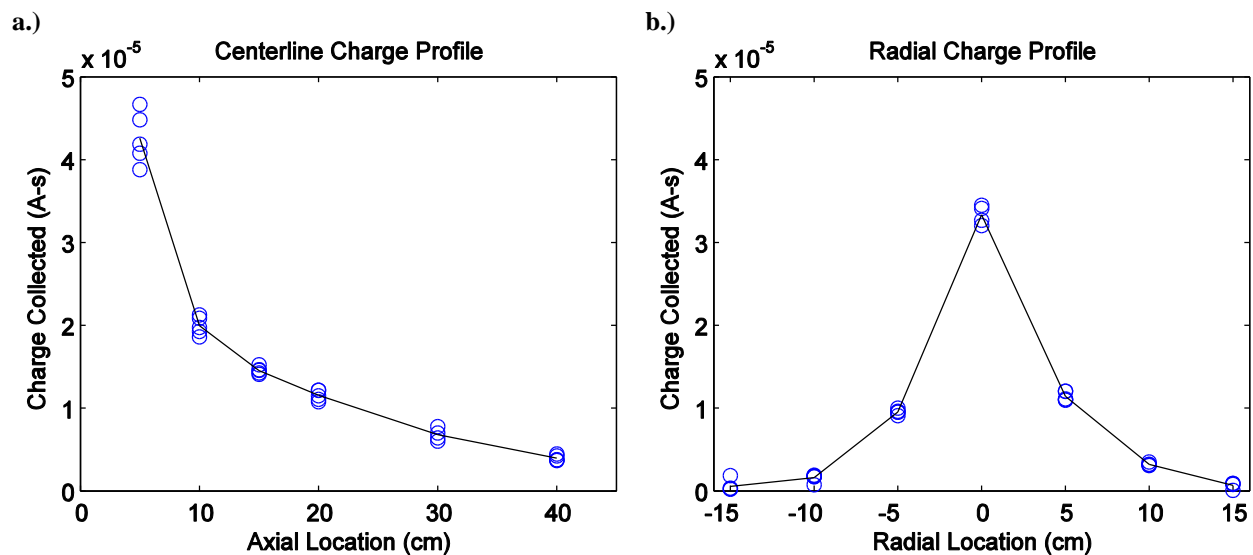 a.)
Centerline Charge Profile
x 10-5
5
4
3
2
1
0
0
10
20
30
40
Charge Collected (A-s)
Axial Location (cm)
b.)
Radial Charge Profile
x 10-5
5
4
3
2
1
0
-15
-10
-5
0
5
10
15
Charge Collected (A-s)
Radial Location (cm)